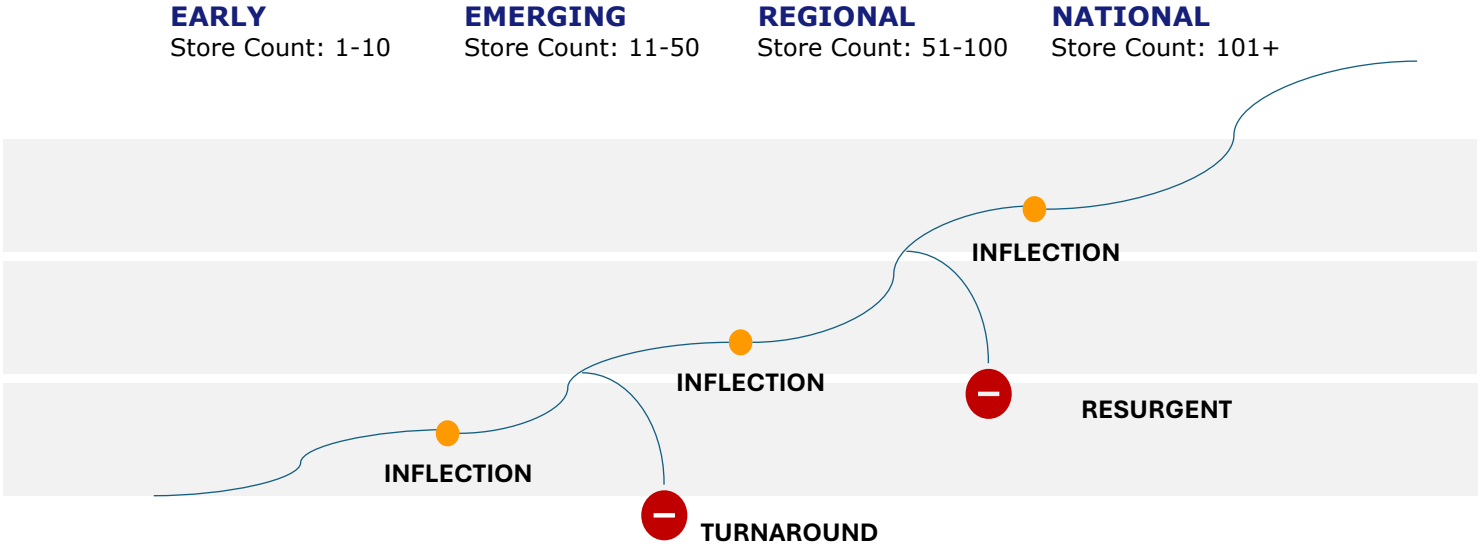 EARLY
Store Count: 1-10
EMERGING
Store Count: 11-50
REGIONAL
Store Count: 51-100
NATIONAL
Store Count: 101+
INFLECTION
INFLECTION
RESURGENT
INFLECTION
TURNAROUND